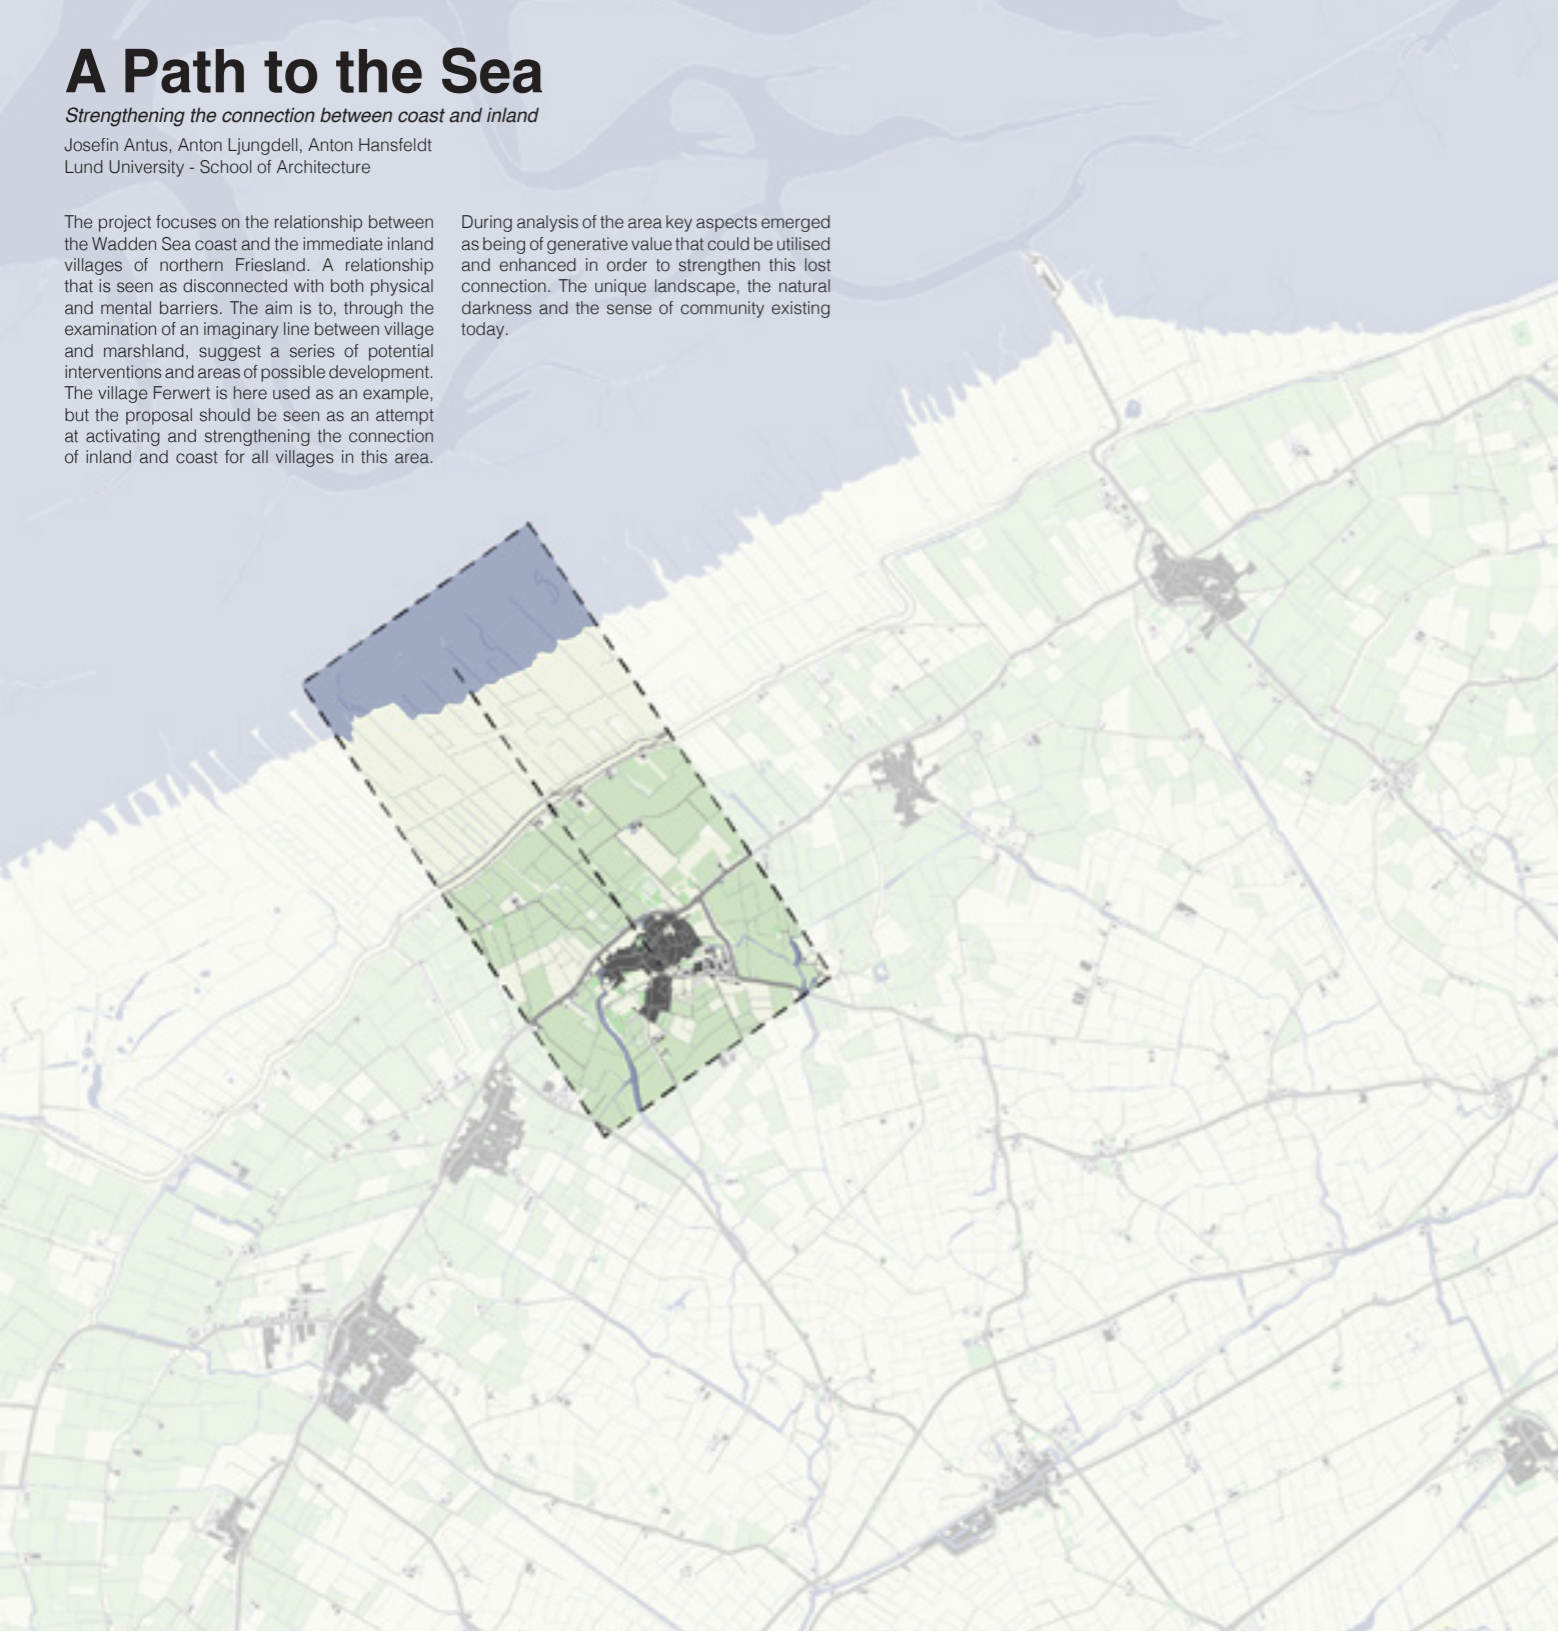 A Path to the Sea
Strengthening the connection between coast and inland
Josefin Antus, Anton Ljungdell, Anton Hansfeldt
Lund University - School of Architecture
The project focuses on the relationship between
the Wadden Sea coast and the immediate inland
villages of northern Friesland. A relationship
that is seen as disconnected with both physical
and mental barriers. The aim is to, through the
examination of an imaginary line between village
and marshland, suggest a series of potential
interventions and areas of possible development.
The village Ferwert is here used as an example,
but the proposal should be seen as an attempt
at activating and strengthening the connection
of inland and coast for all villages in this area.
During analysis of the area key aspects emerged
as being of generative value that could be utilised
and enhanced in order to strengthen this lost
connection. The unique landscape, the natural
darkness and the sense of community existing
today.